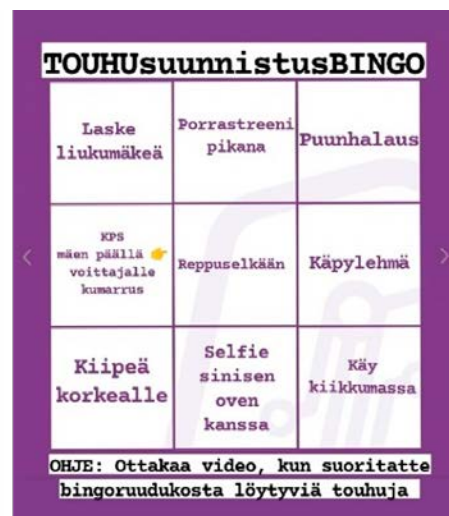 TOUHUsuunnistusBINGO
Laske
liukumäkeä
Porrastreeni
pikana
Puunhalaus
KPS
mäen päällä 👉
voittajalle
kumarrus
Reppuselkään
Käpylehmä
Kiipeä
korkealle
Selfie
sinisen
oven
kanssa
Käy
kiikkumassa
OHJE: Ottakaa video, kun suoritatte
bingoruudukosta löytyviä touhuja